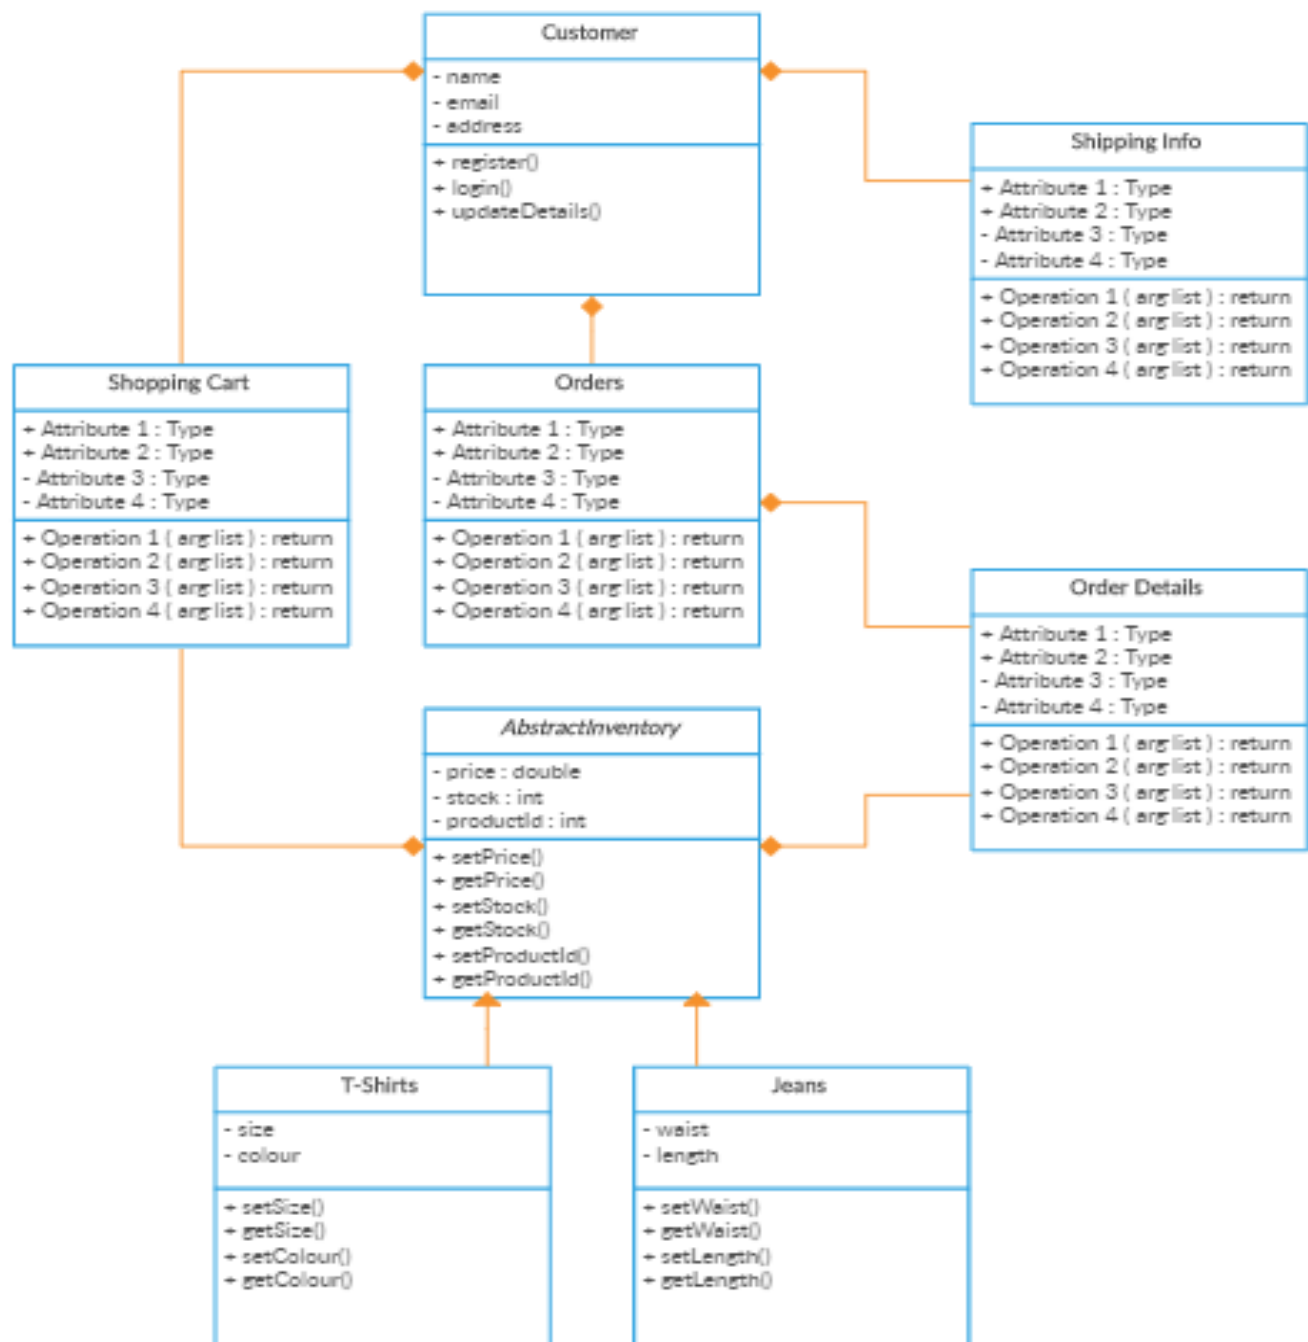 Customer
- name
- email
- address
+ register()
+ login()
+ updateDetails()
Shipping Info
+ Attribute 1 : Type
+ Attribute 2 : Type
- Attribute 3 : Type
- Attribute 4 : Type
+ Operation 1 ( arg list ) : return
+ Operation 2 ( arg list ) : return
+ Operation 3 ( arg list ) : return
+ Operation 4 ( arg list ) : return
Shopping Cart
+ Attribute 1 : Type
+ Attribute 2 : Type
- Attribute 3 : Type
- Attribute 4 : Type
+ Operation 1 ( arg list ) : return
+ Operation 2 ( arg list ) : return
+ Operation 3 ( arg list ) : return
+ Operation 4 ( arg list ) : return
Orders
+ Attribute 1 : Type
+ Attribute 2 : Type
- Attribute 3 : Type
- Attribute 4 : Type
+ Operation 1 ( arg list ) : return
+ Operation 2 ( arg list ) : return
+ Operation 3 ( arg list ) : return
+ Operation 4 ( arg list ) : return
Order Details
+ Attribute 1 : Type
+ Attribute 2 : Type
- Attribute 3 : Type
- Attribute 4 : Type
+ Operation 1 ( arg list ) : return
+ Operation 2 ( arg list ) : return
+ Operation 3 ( arg list ) : return
+ Operation 4 ( arg list ) : return
AbstractInventory
- price : double
- stock : int
- productId : int
+ setPrice()
+ getPrice()
+ setStock()
+ getStock()
+ setProductId()
+ getProductId()
T-Shirts
- size
- colour
+ setSize()
+ getSize()
+ setColour()
+ getColour()
Jeans
- waist
- length
+ setWaist()
+ getWaist()
+ setLength()
+ getLength()